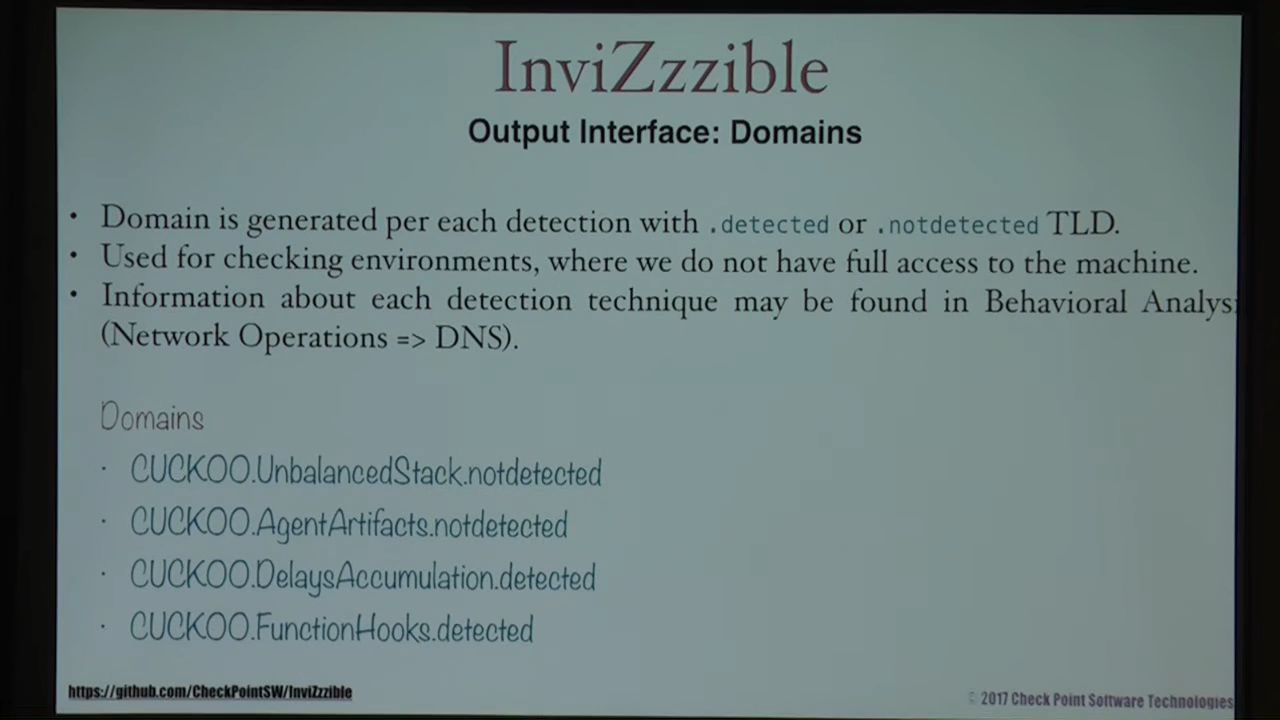 InviZzzible
Output Interface: Domains
• Domain is generated per each detection with .detected or .notdetected TLD.
• Used for checking environments, where we do not have full access to the machine.
• Information about each detection technique may be found in Behavioral Analysi
(Network Operations => DNS).
Domains
· CUCKOO.UnbalancedStack.notdetected
· CUCKOO.AgentArtifacts.notdetected
· CUCKOO.DelaysAccumulation.detected
· CUCKOO.FunctionHooks.detected
https://github.com/CheckPointSW/InviZzzible
© 2017 Check Point Software Technologies